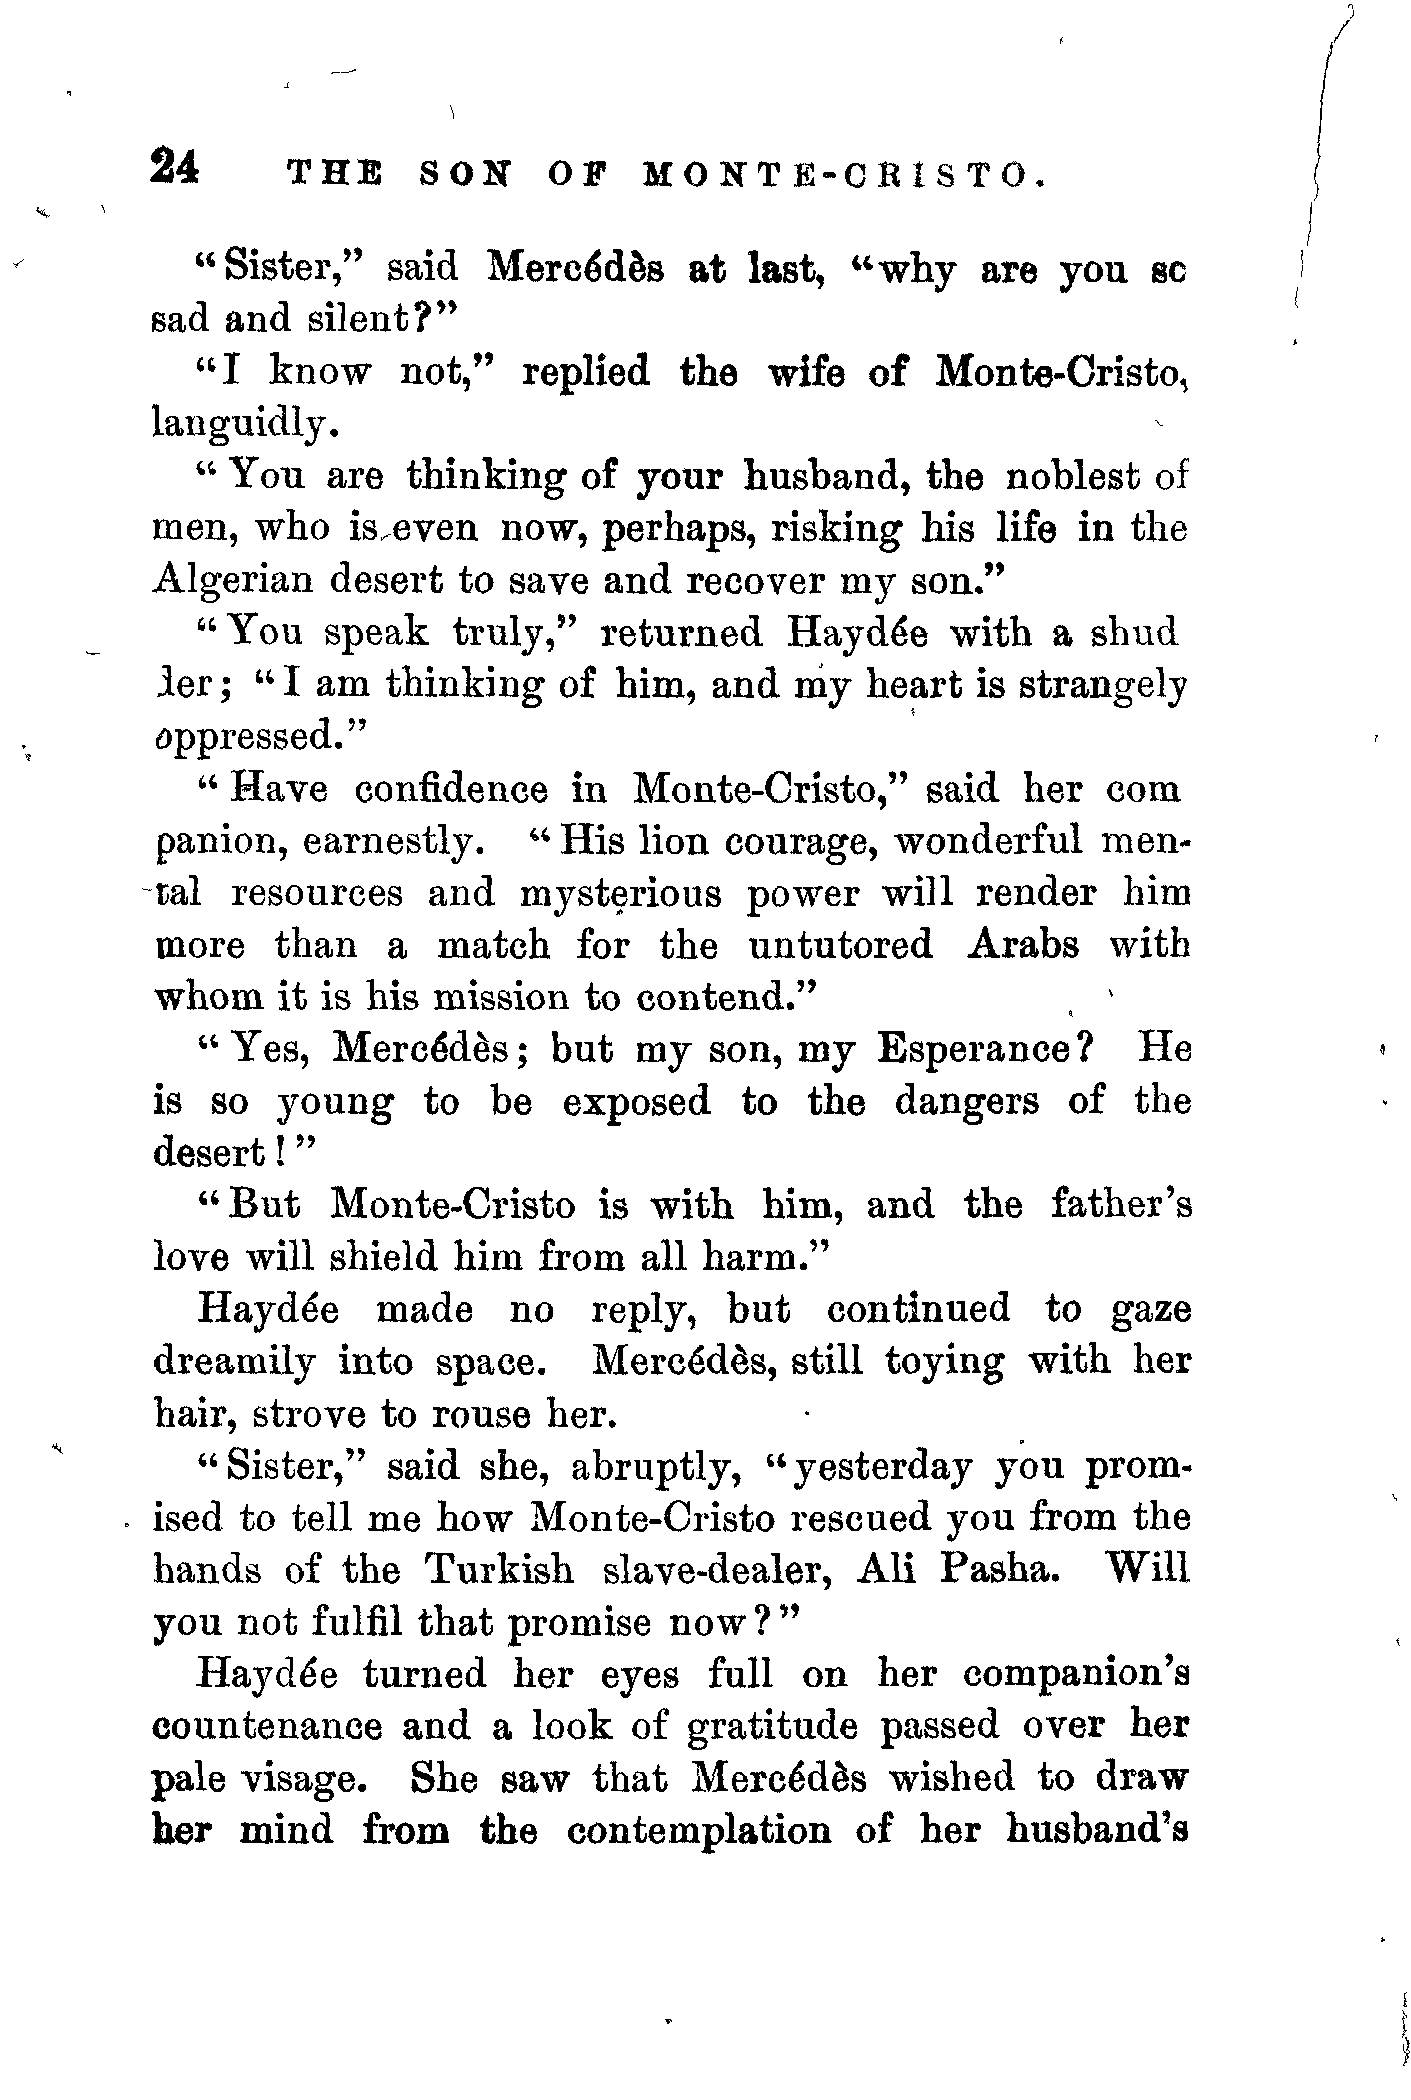 24 THE SON OF MONTE-CRISTO.
“Sister,” said Mercédès at last, “why are you so
sad and silent?”
“I know not,” replied the wife of Monte-Cristo,
languidly.
“You are thinking of your husband, the noblest of
men, who is even now, perhaps, risking his life in the
Algerian desert to save and recover my son.”
“You speak truly,” returned Haydée with a shud
der; “I am thinking of him, and my heart is strangely
oppressed.”
“Have confidence in Monte-Cristo,” said her com
panion, earnestly. “His lion courage, wonderful men-
tal resources and mysterious power will render him
more than a match for the untutored Arabs with
whom it is his mission to contend.”
“Yes, Mercédès; but my son, my Esperance? He
is so young to be exposed to the dangers of the
desert!”
“But Monte-Cristo is with him, and the father’s
love will shield him from all harm.”
Haydée made no reply, but continued to gaze
dreamily into space. Mercédès, still toying with her
hair, strove to rouse her.
“Sister,” said she, abruptly, “yesterday you prom-
ised to tell me how Monte-Cristo rescued you from the
hands of the Turkish slave-dealer, Ali Pasha. Will
you not fulfil that promise now?”
Haydée turned her eyes full on her companion’s
countenance and a look of gratitude passed over her
pale visage. She saw that Mercédès wished to draw
her mind from the contemplation of her husband’s